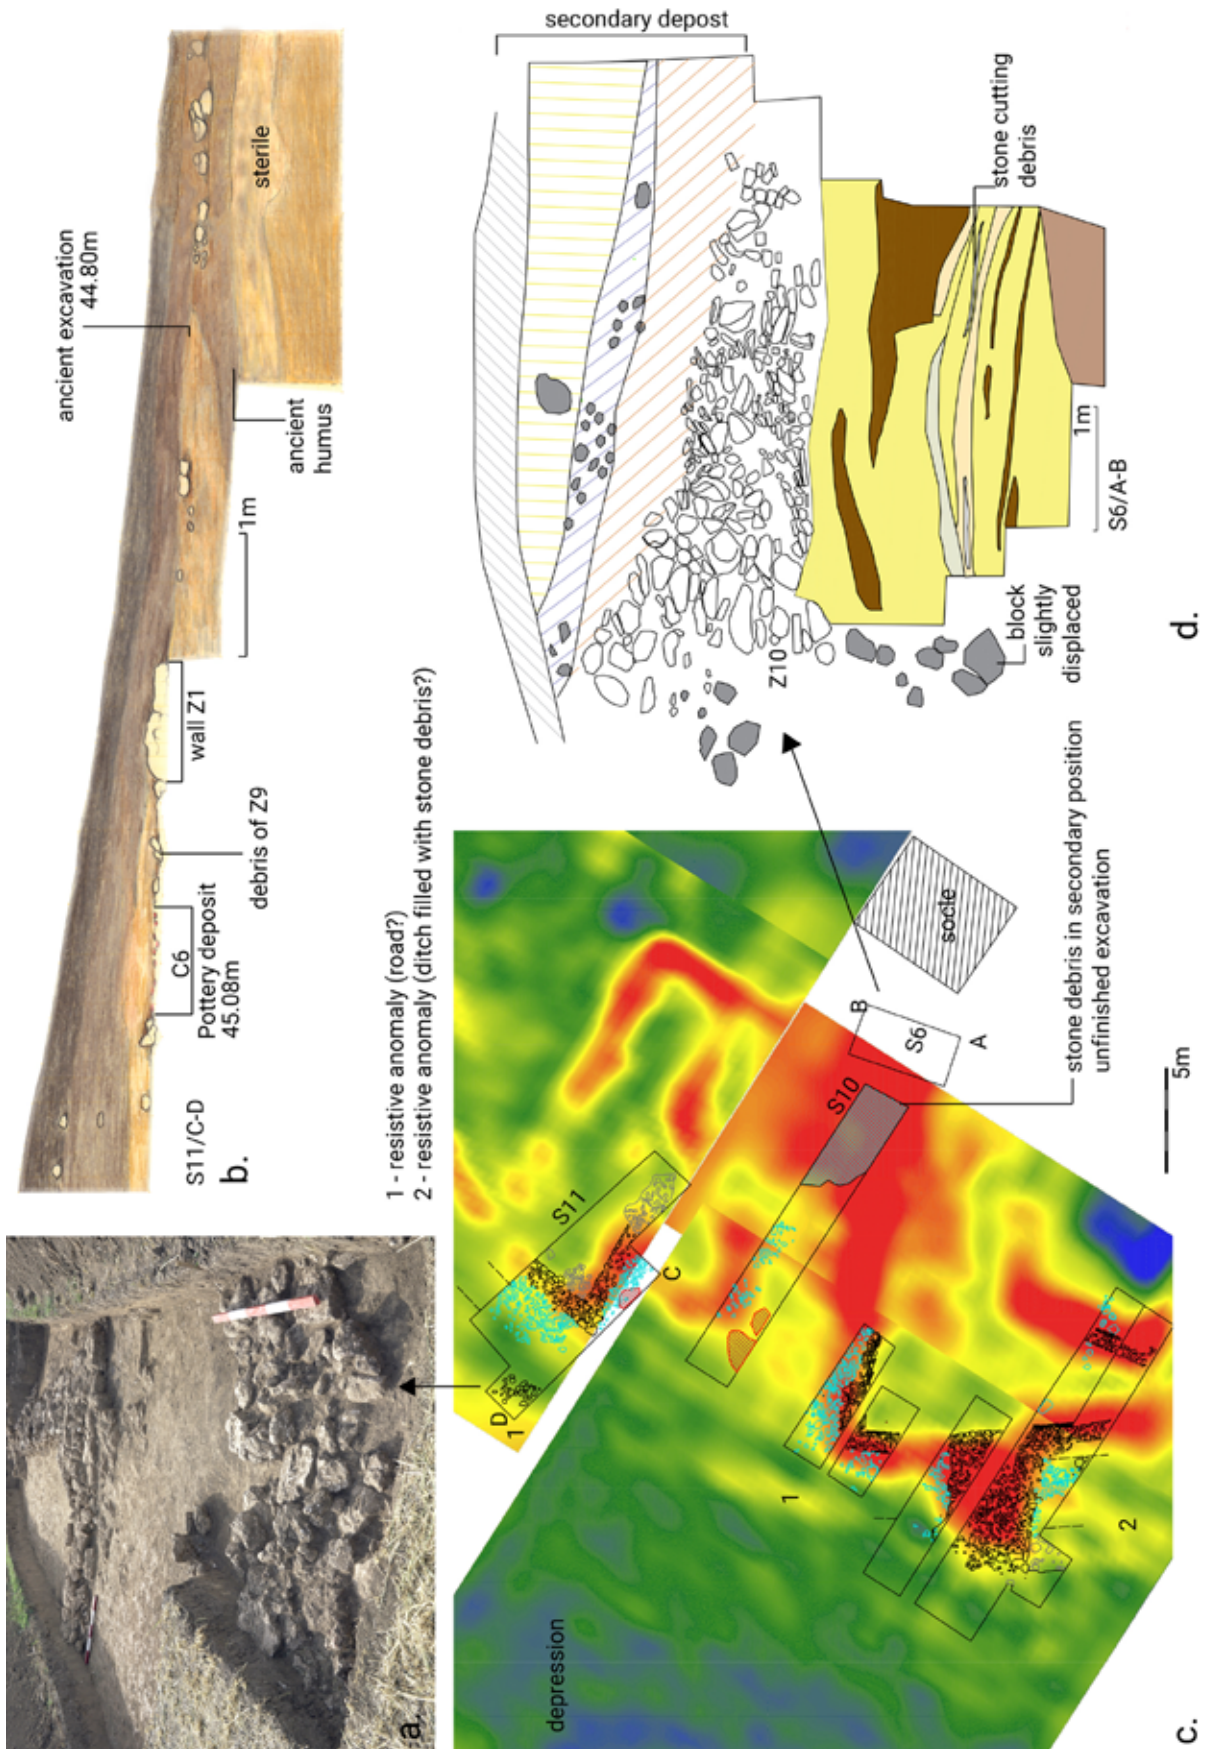 a.
S11/C-D
b.
Pottery deposit
45.08m
C6
debris of Z9
wall Z1
1m
ancient
humus
ancient excavation
44.80m
sterile
1 - resistive anomaly (road?)
2 - resistive anomaly (ditch filled with stone debris?)
c.
depression
1
D
S11
C
1
2
S10
S6
B
A
socle
stone debris in secondary position
unfinished excavation
5m
d.
secondary depost
Z10
block
slightly
displaced
stone cutting
debris
1m
S6/A-B